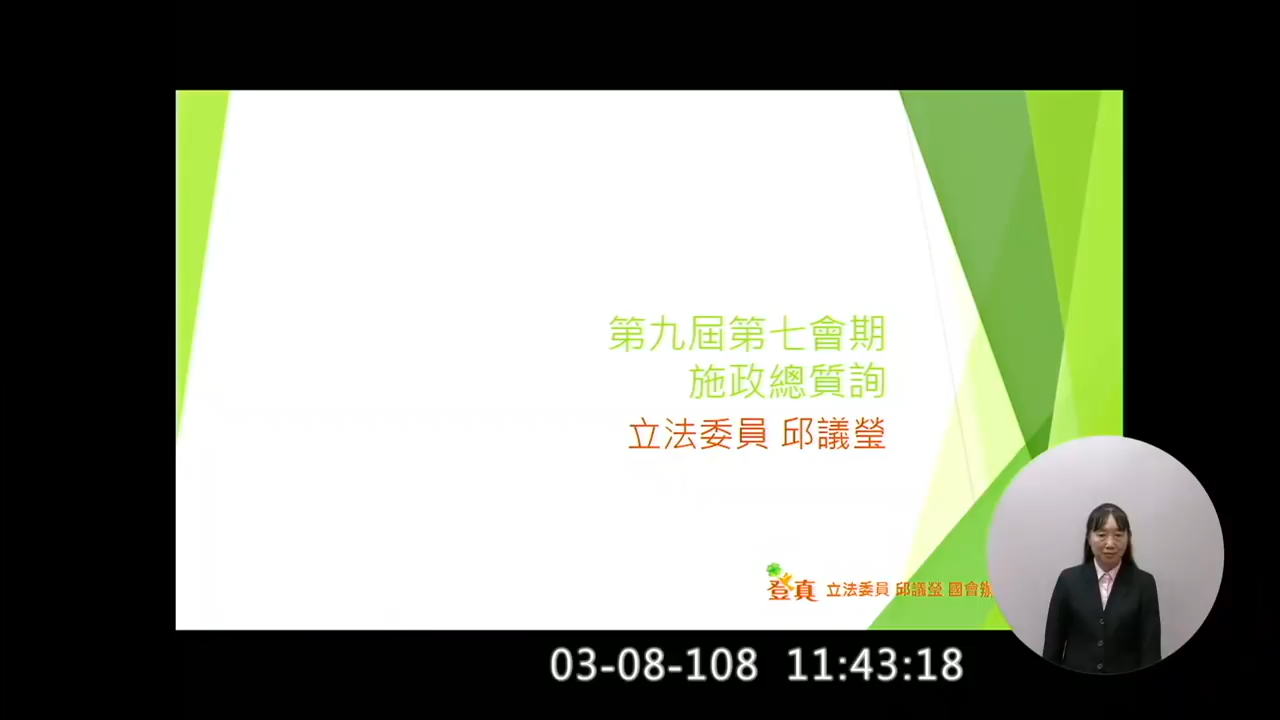 第九屆第七會期
施政總質詢
立法委員 邱議瑩
登真 立法委員 邱議瑩 國會辦
03-08-108 11:43:18